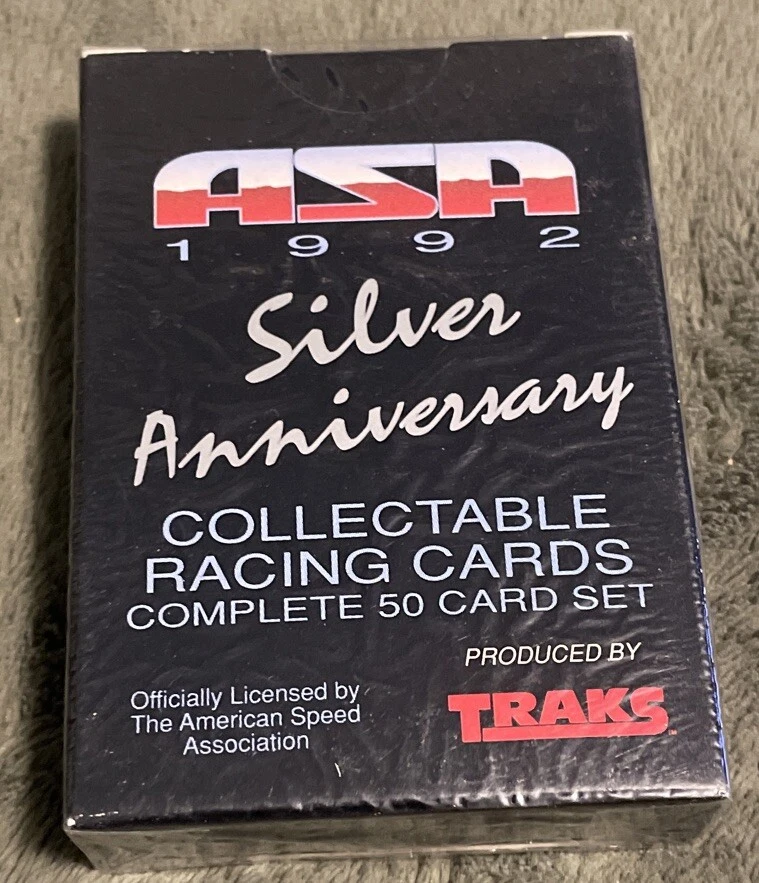 ASA
1992
Silver
Anniversary
COLLECTABLE
RACING CARDS
COMPLETE 50 CARD SET
PRODUCED BY
TRAKS™
Officially Licensed by
The American Speed
Association